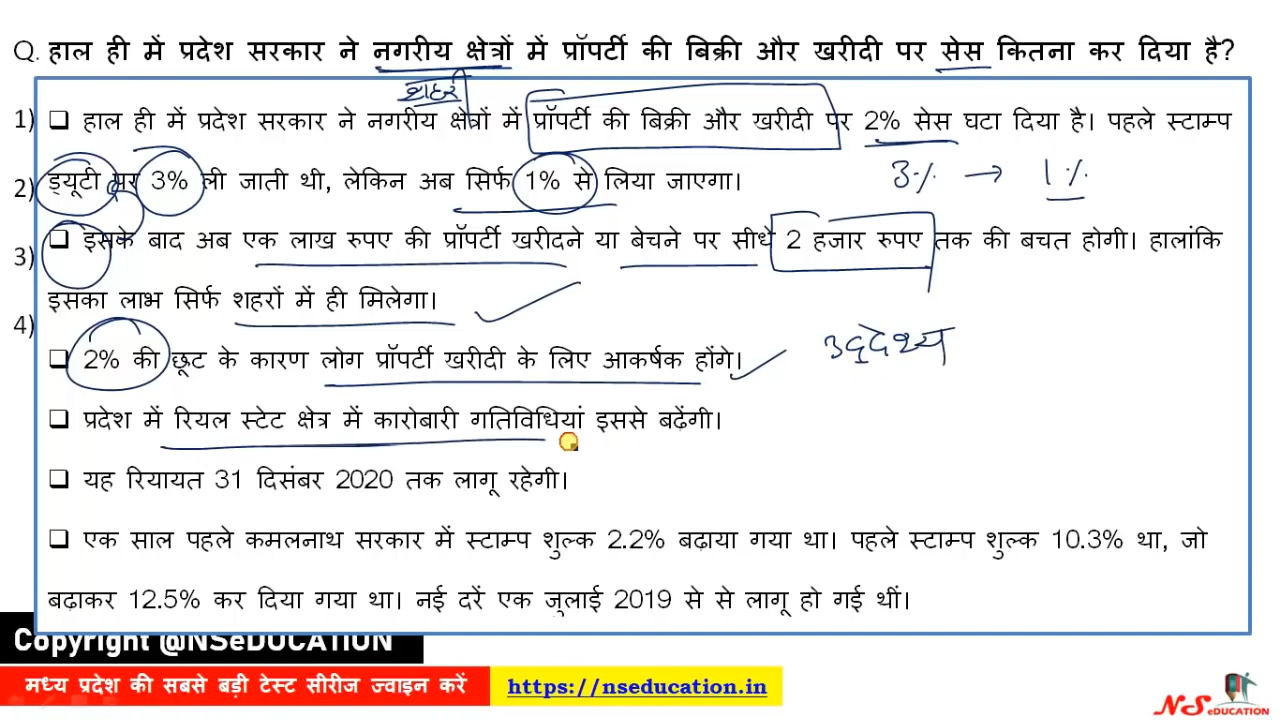 Q. हाल ही में प्रदेश सरकार ने नगरीय क्षेत्रों में प्रॉपर्टी की बिक्री और खरीदी पर सेस कितना कर दिया है?
शहर
1) ❑ हाल ही में प्रदेश सरकार ने नगरीय क्षेत्रों में प्रॉपर्टी की बिक्री और खरीदी पर 2% सेस घटा दिया है। पहले स्टाम्प
2) ड्यूटी पर 3% ली जाती थी, लेकिन अब सिर्फ 1% से लिया जाएगा।
3% → 1%
3) ❑ इसके बाद अब एक लाख रुपए की प्रॉपर्टी खरीदने या बेचने पर सीधे 2 हजार रुपए तक की बचत होगी। हालांकि
इसका लाभ सिर्फ शहरों में ही मिलेगा।
4)
❑ 2% की छूट के कारण लोग प्रॉपर्टी खरीदी के लिए आकर्षक होंगे।
उद्देश्य
❑ प्रदेश में रियल स्टेट क्षेत्र में कारोबारी गतिविधियां इससे बढ़ेंगी।
❑ यह रियायत 31 दिसंबर 2020 तक लागू रहेगी।
❑ एक साल पहले कमलनाथ सरकार में स्टाम्प शुल्क 2.2% बढ़ाया गया था। पहले स्टाम्प शुल्क 10.3% था, जो
बढ़ाकर 12.5% कर दिया गया था। नई दरें एक जुलाई 2019 से से लागू हो गई थीं।
Copyright @NSeDUCATION
मध्य प्रदेश की सबसे बड़ी टेस्ट सीरीज ज्वाइन करें https://nseducation.in
NS eDUCATION